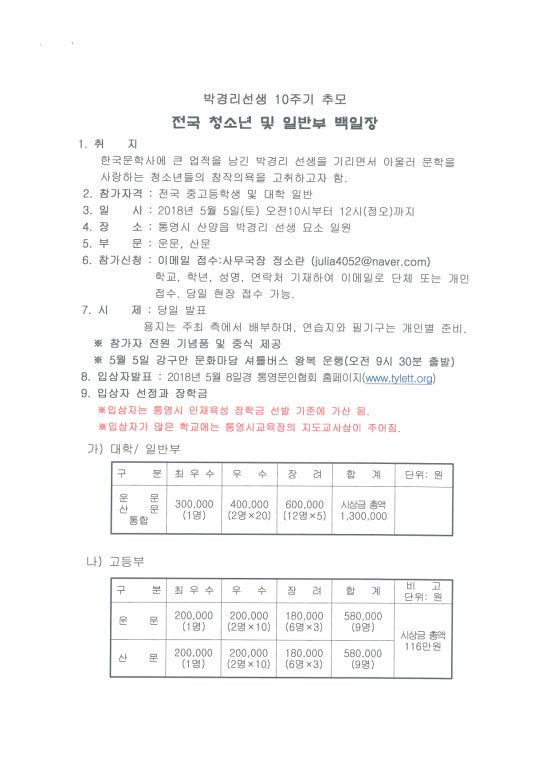 박경리선생 10주기 추모
전국 청소년 및 일반부 백일장
1. 취 지
한국문학사에 큰 업적을 남긴 박경리 선생을 기리면서 아울러 문학을
사랑하는 청소년들의 창작의욕을 고취하고자 함.
2. 참가자격 : 전국 중고등학생 및 대학 일반
3. 일 시 : 2018년 5월 5일(토) 오전10시부터 12시(정오)까지
4. 장 소 : 통영시 산양읍 박경리 선생 묘소 일원
5. 부 문 : 운문, 산문
6. 참가신청 : 이메일 접수:사무국장 정소란 (julia4052@naver.com)
학교, 학년, 성명, 연락처 기재하여 이메일로 단체 또는 개인
접수. 당일 현장 접수 가능.
7. 시 제 : 당일 발표
용지는 주최 측에서 배부하며, 연습지와 필기구는 개인별 준비.
※ 참가자 전원 기념품 및 중식 제공
※ 5월 5일 강구안 문화마당 셔틀버스 왕복 운행(오전 9시 30분 출발)
8. 입상자발표 : 2018년 5월 8일경 통영문인협회 홈페이지(www.tylett.org)
9. 입상자 선정과 장학금
※입상자는 통영시 인재육성 장학금 선발 기준에 가산 됨.
※입상자가 많은 학교에는 통영시교육장의 지도교사상이 주어짐.
가) 대학/ 일반부
구 분 최 우 수 우 수 장 려 합 계 단위: 원
운 문
산 문
통합
300,000 400,000 600,000 시상금 총액
(1명) (2명×20) (12명×5) 1,300,000
나) 고등부
구 분 최 우 수 우 수 장 려 합 계 비 고
단위: 원
운 문 200,000 200,000 180,000 580,000
(1명) (2명×10) (6명×3) (9명)
시상금 총액
116만원
산 문 200,000 200,000 180,000 580,000
(1명) (2명×10) (6명×3) (9명)